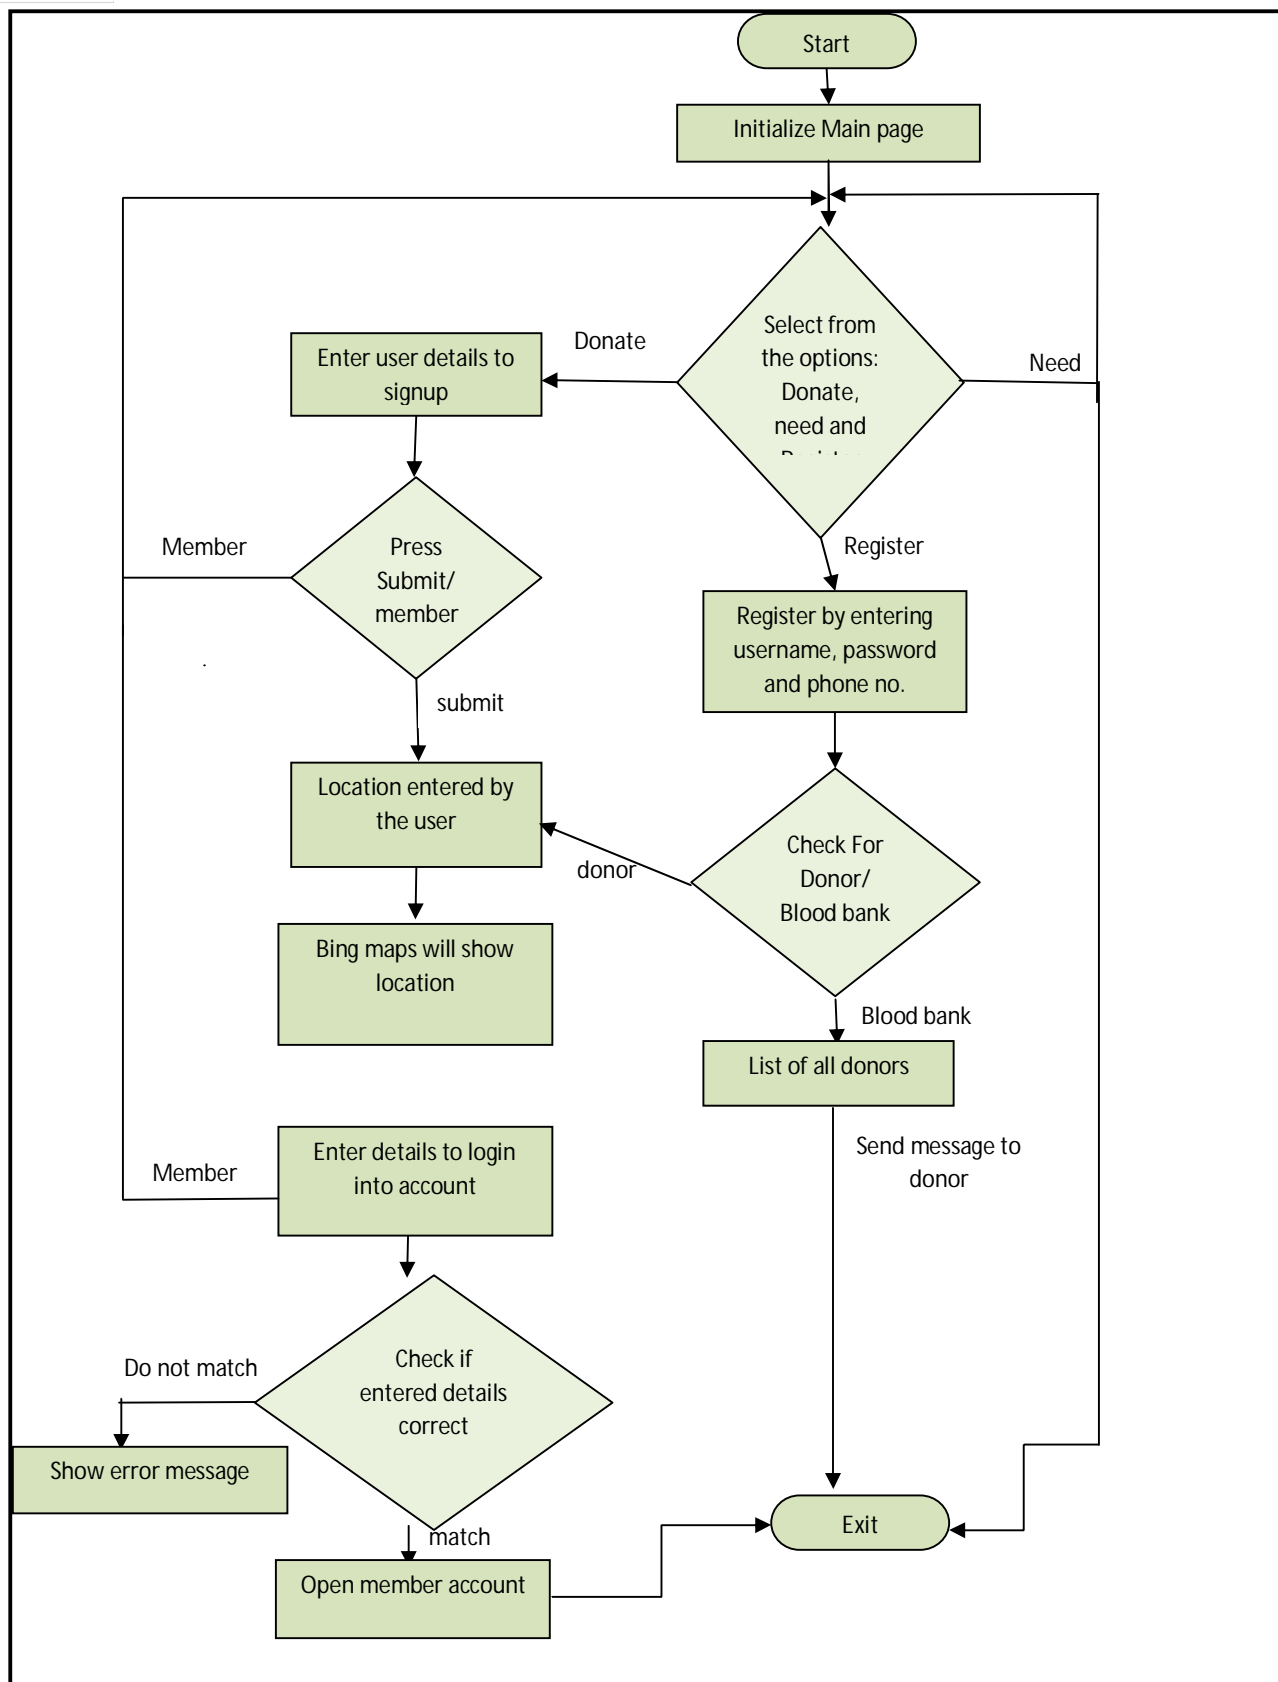 Start
Initialize Main page
Select from
the options:
Donate,
need and
Donate
Need
Enter user details to
signup
Member
Press
Submit/
member
Register
Register by entering
username, password
and phone no.
submit
Location entered by
the user
donor
Check For
Donor/
Blood bank
Bing maps will show
location
Blood bank
List of all donors
Send message to
donor
Enter details to login
into account
Member
Check if
entered details
correct
Do not match
Show error message
match
Open member account
Exit